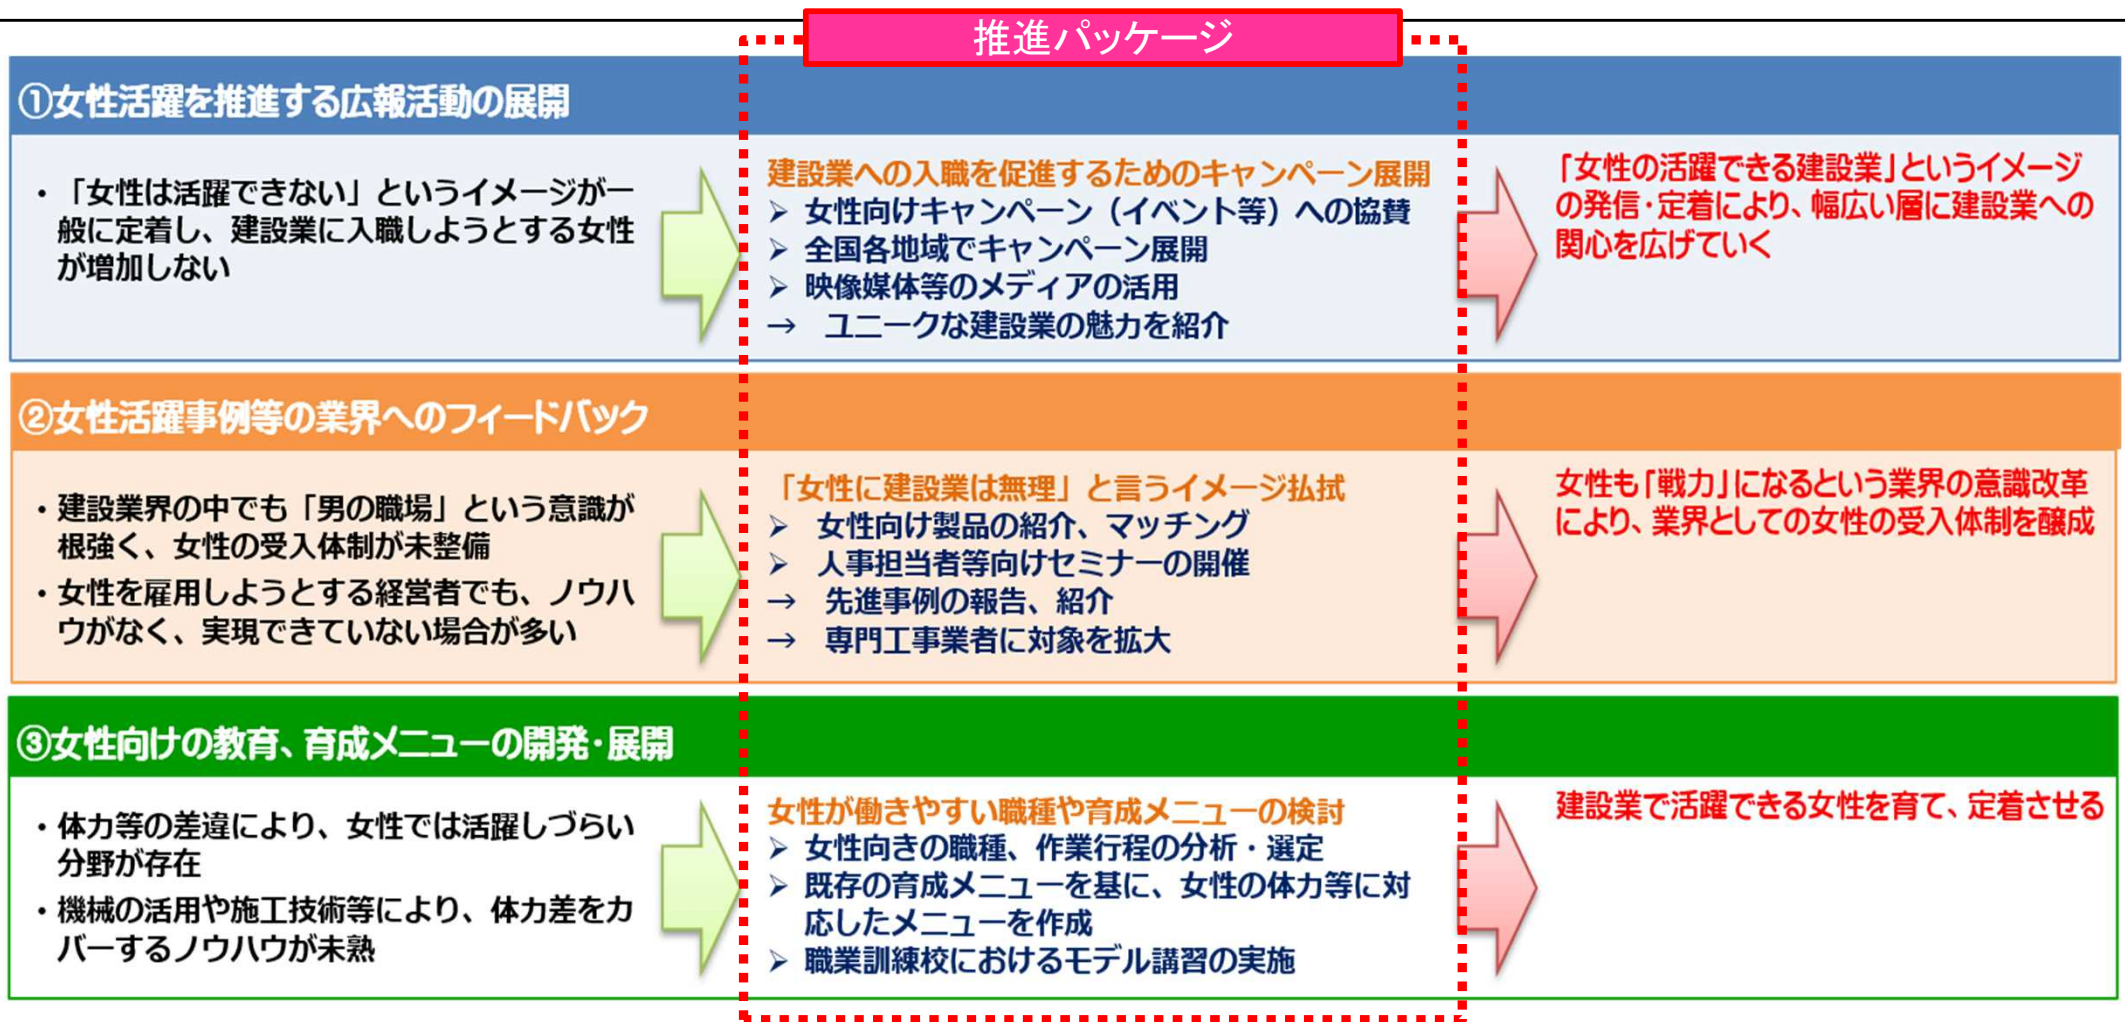 推進パッケージ
①女性活躍を推進する広報活動の展開
・「女性は活躍できない」というイメージが一
般に定着し、建設業に入職しようとする女性
が増加しない
建設業への入職を促進するためのキャンペーン展開
➢ 女性向けキャンペーン（イベント等）への協賛
➢ 全国各地域でキャンペーン展開
➢ 映像媒体等のメディアの活用
→ ユニークな建設業の魅力を紹介
「女性の活躍できる建設業」というイメージ
の発信・定着により、幅広い層に建設業への
関心を広げていく
②女性活躍事例等の業界へのフィードバック
・建設業界の中でも「男の職場」という意識が
根強く、女性の受入体制が未整備
・女性を雇用しようとする経営者でも、ノウハ
ウがなく、実現できていない場合が多い
「女性に建設業は無理」と言うイメージ払拭
➢ 女性向け製品の紹介、マッチング
➢ 人事担当者等向けセミナーの開催
→ 先進事例の報告、紹介
→ 専門工事業者に対象を拡大
女性も「戦力」になるという業界の意識改革
により、業界としての女性の受入体制を醸成
③女性向けの教育、育成メニューの開発・展開
・体力等の差違により、女性では活躍しづらい
分野が存在
・機械の活用や施工技術等により、体力差をカ
バーするノウハウが未熟
女性が働きやすい職種や育成メニューの検討
➢ 女性向きの職種、作業行程の分析・選定
➢ 既存の育成メニューを基に、女性の体力等に対
応したメニューを作成
➢ 職業訓練校におけるモデル講習の実施
建設業で活躍できる女性を育て、定着させる